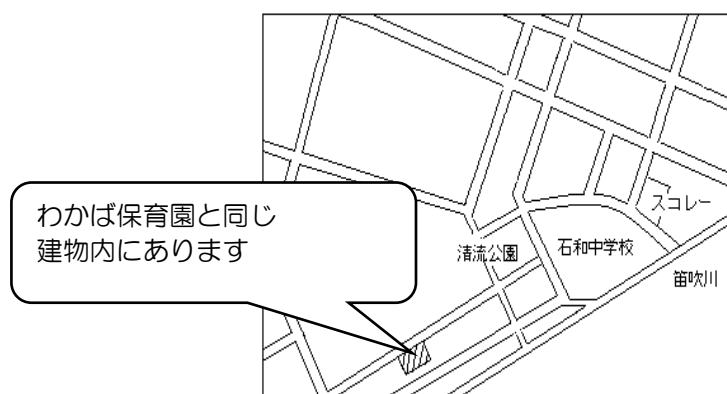 わかば保育園と同じ
建物内にあります
スコレー
清流公園
石和中学校
笛吹川